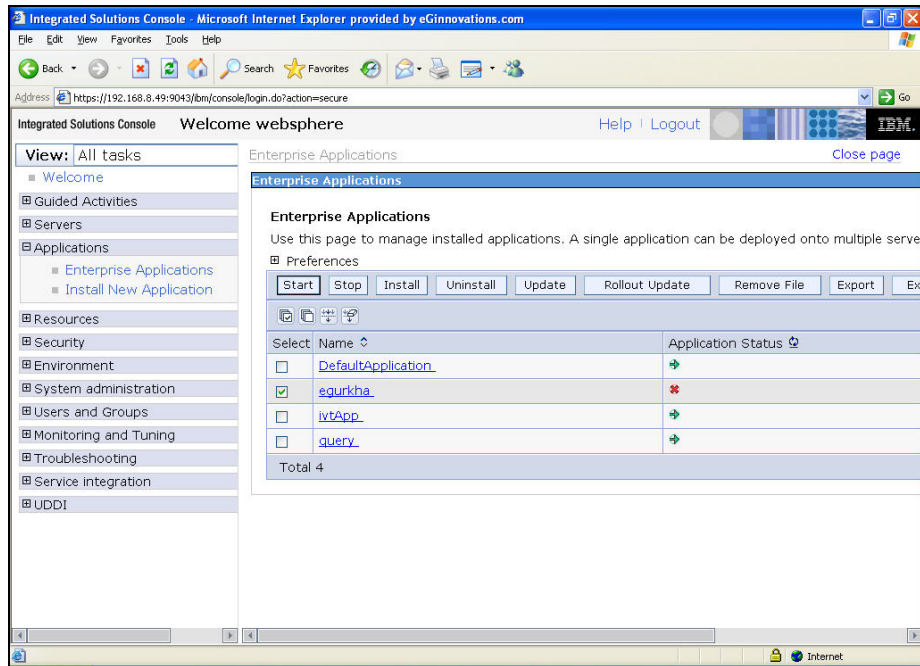 Integrated Solutions Console - Microsoft Internet Explorer provided by eGinnovations.com
File Edit View Favorites Tools Help
Back Search Favorites
Address https://192.168.8.49:9043/ibm/console/login.do?action=secure Go
Integrated Solutions Console Welcome websphere Help Logout IBM.
View: All tasks
Welcome
Guided Activities
Servers
Applications
Enterprise Applications
Install New Application
Resources
Security
Environment
System administration
Users and Groups
Monitoring and Tuning
Troubleshooting
Service integration
UDDI
Enterprise Applications Close page
Enterprise Applications
Enterprise Applications
Use this page to manage installed applications. A single application can be deployed onto multiple serve
Preferences
Start Stop Install Uninstall Update Rollout Update Remove File Export Ex
Select Name Application Status
DefaultApplication
egurkha
ivtApp
query
Total 4
Internet